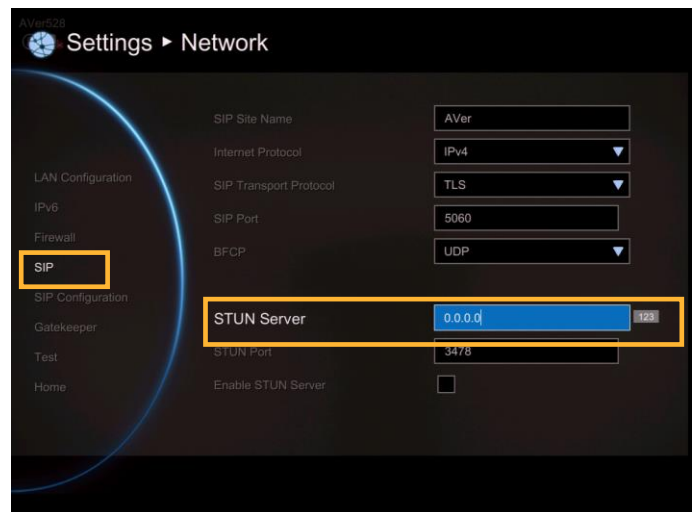 AVer528
Settings ▸ Network
SIP Site Name AVer
Internet Protocol IPv4
LAN Configuration
SIP Transport Protocol TLS
IPv6
SIP Port 5060
Firewall
BFCP UDP
SIP
SIP Configuration
STUN Server 0.0.0.0 123
Gatekeeper
STUN Port 3478
Test
Enable STUN Server
Home